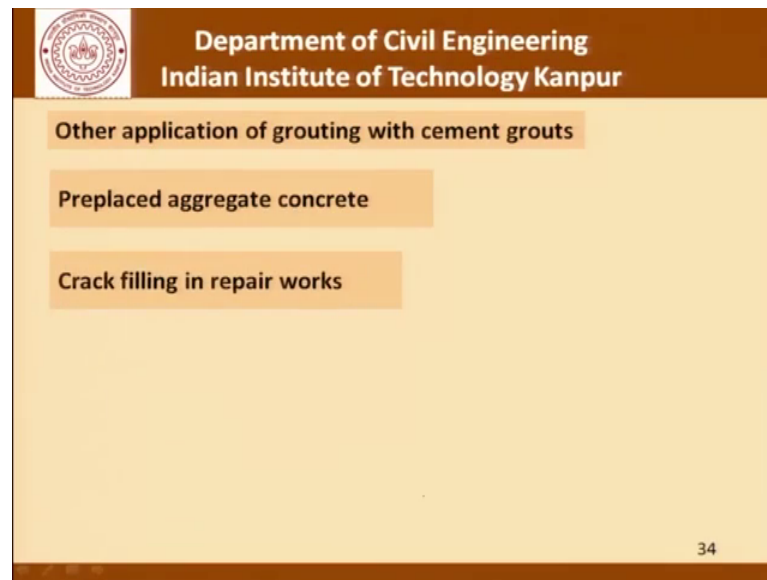 Department of Civil Engineering
Indian Institute of Technology Kanpur
Other application of grouting with cement grouts
Preplaced aggregate concrete
Crack filling in repair works
34